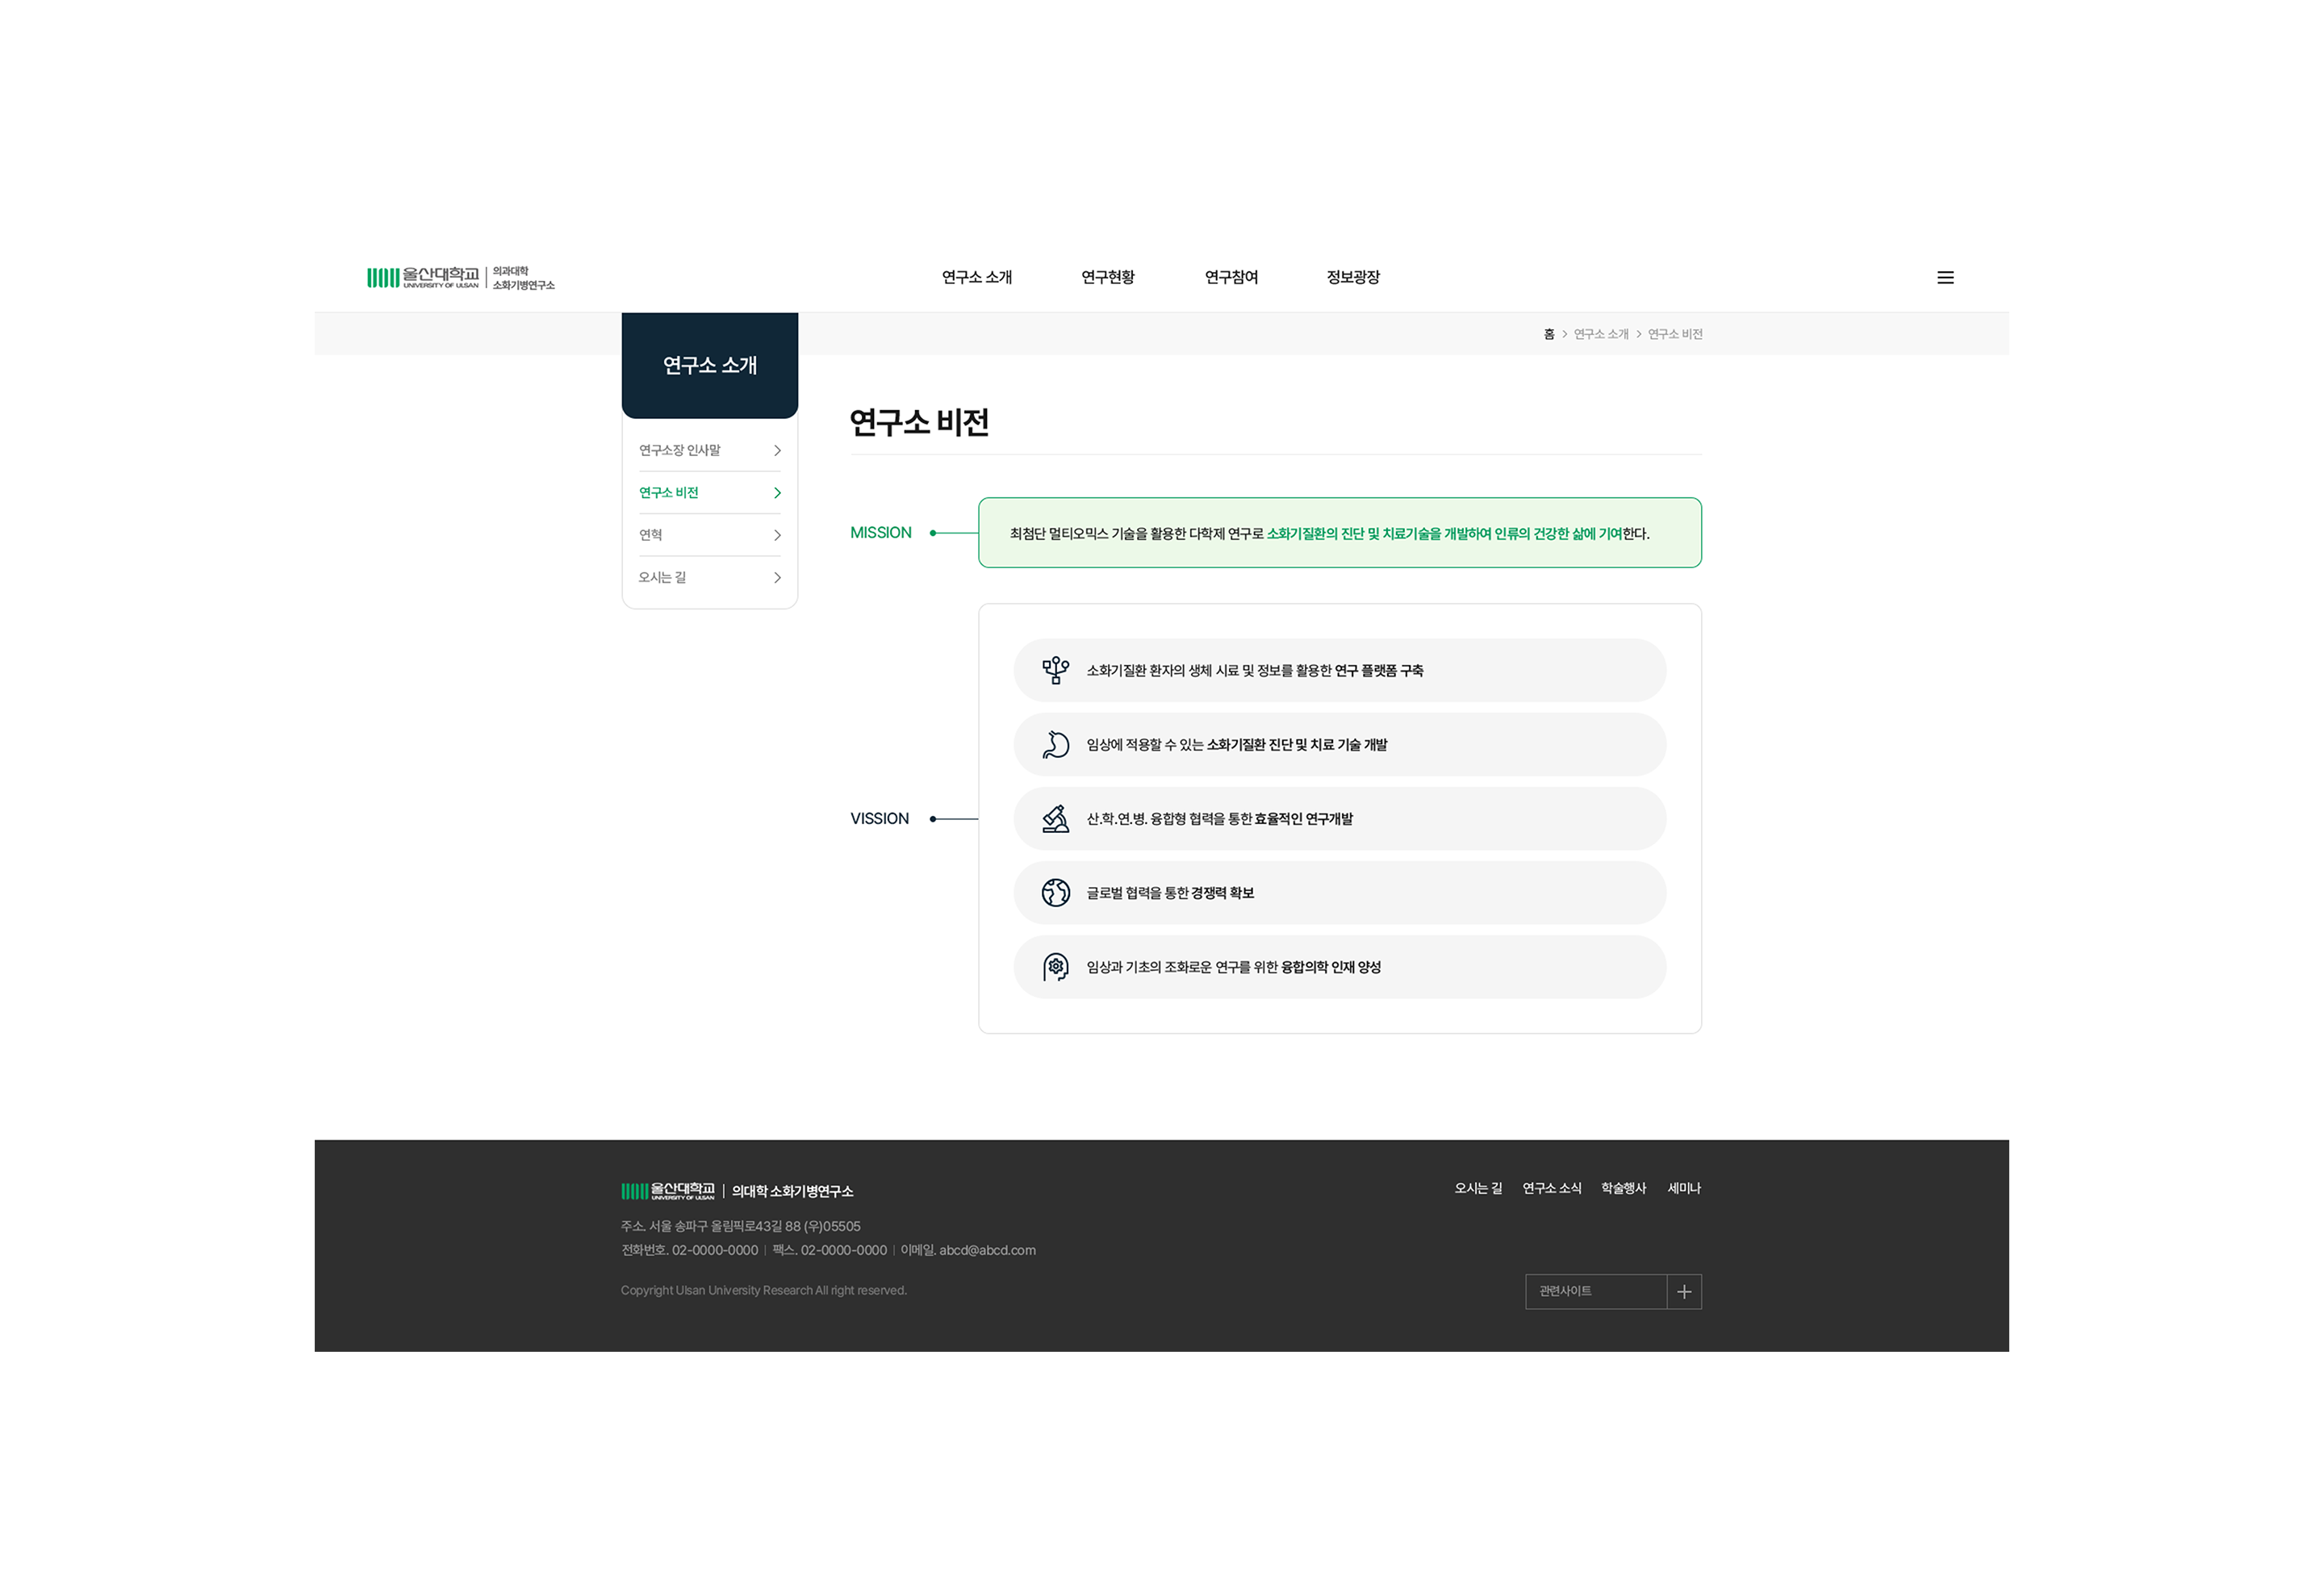 울산대학교
UNIVERSITY OF ULSAN
의과대학
소화기병연구소
연구소 소개 연구현황 연구참여 정보광장
홈 > 연구소 소개 > 연구소 비전
연구소 소개
연구소장 인사말
연구소 비전
연혁
오시는 길
연구소 비전
MISSION
최첨단 멀티오믹스 기술을 활용한 다학제 연구로 소화기질환의 진단 및 치료기술을 개발하여 인류의 건강한 삶에 기여한다.
VISSION
소화기질환 환자의 생체 시료 및 정보를 활용한 연구 플랫폼 구축
임상에 적용할 수 있는 소화기질환 진단 및 치료 기술 개발
산.학.연.병. 융합형 협력을 통한 효율적인 연구개발
글로벌 협력을 통한 경쟁력 확보
임상과 기초의 조화로운 연구를 위한 융합의학 인재 양성
울산대학교
UNIVERSITY OF ULSAN
의대학 소화기병연구소
오시는 길 연구소 소식 학술행사 세미나
주소. 서울 송파구 올림픽로43길 88 (우)05505
전화번호. 02-0000-0000 | 팩스. 02-0000-0000 | 이메일. abcd@abcd.com
Copyright Ulsan University Research All right reserved.
관련사이트